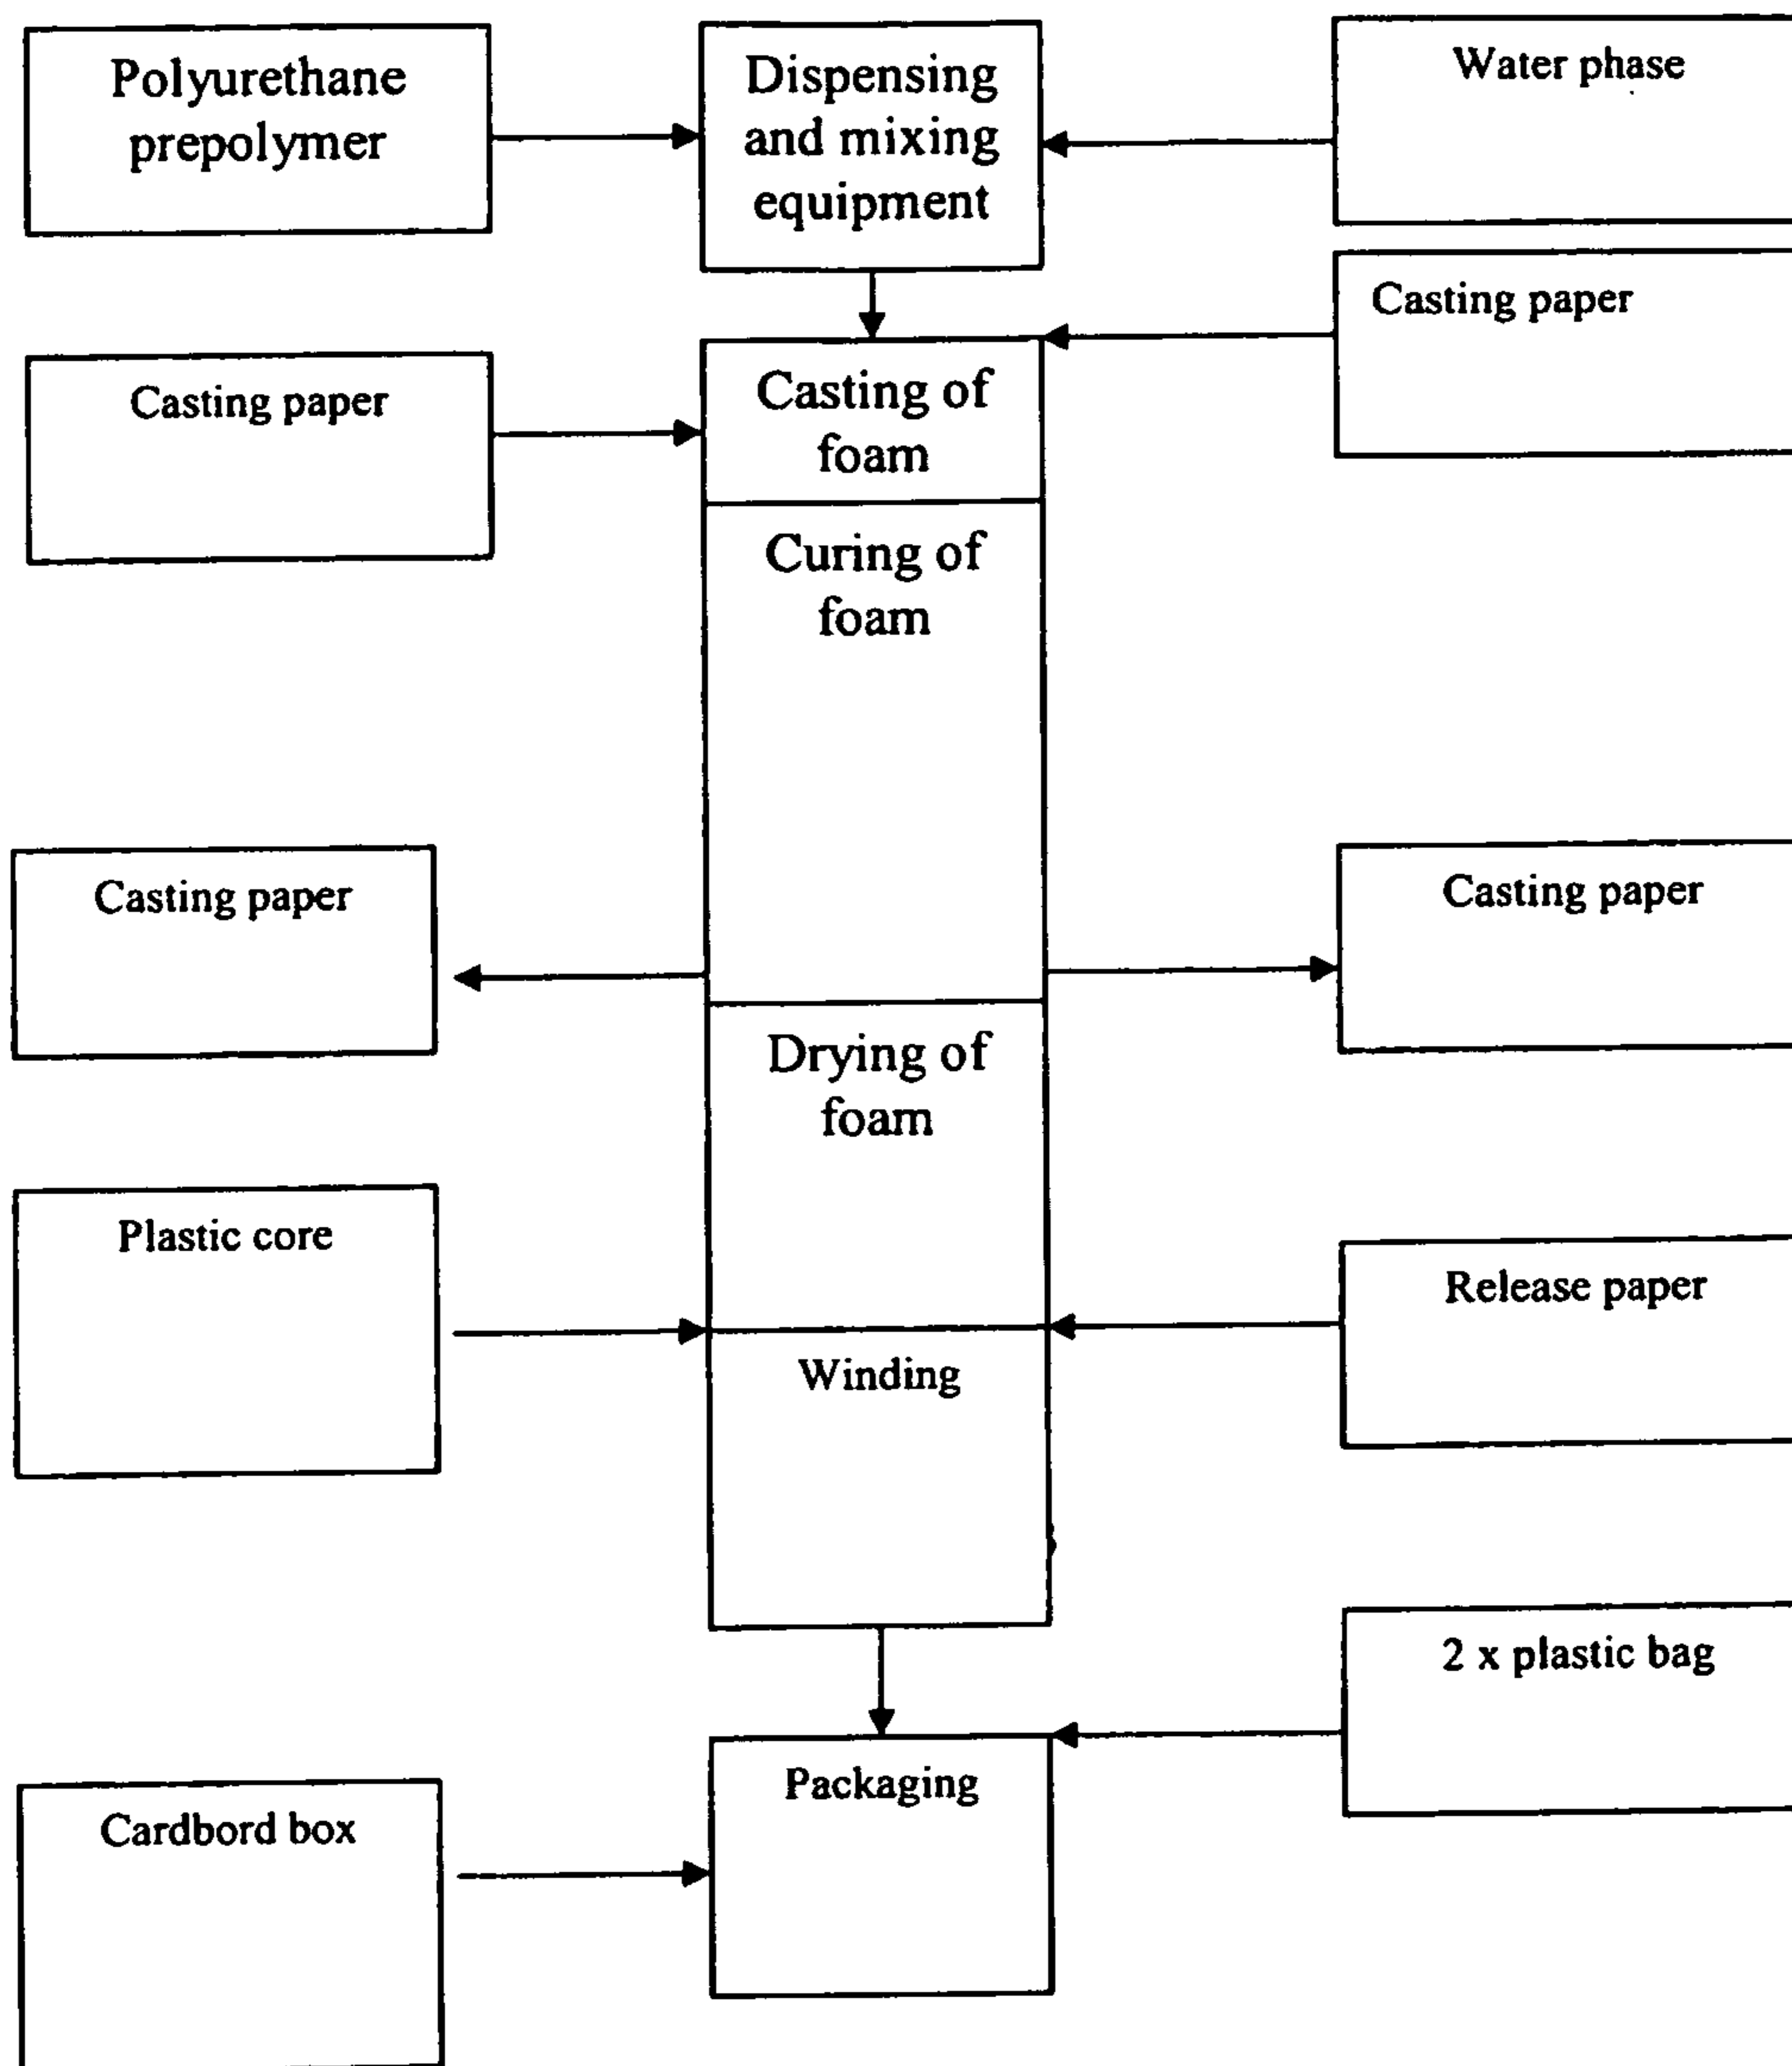 Polyurethane
prepolymer
Dispensing
and mixing
equipment
Water phase
Casting paper
Casting paper
Casting of
foam
Curing of
foam
Casting paper
Casting paper
Drying of
foam
Plastic core
Release paper
Winding
2 x plastic bag
Packaging
Cardbord box